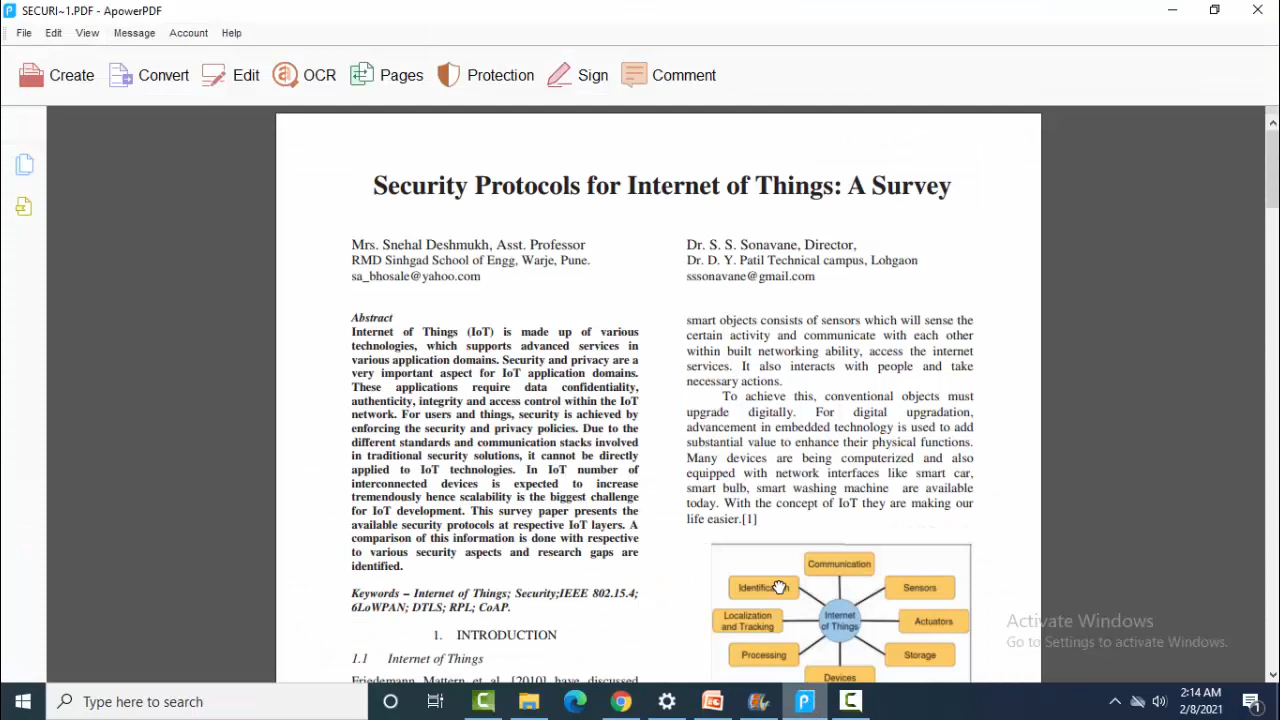 SECURI~1.PDF - ApowerPDF
File Edit View Message Account Help
Create Convert Edit OCR Pages Protection Sign Comment
Security Protocols for Internet of Things: A Survey
Mrs. Snehal Deshmukh, Asst. Professor
RMD Sinhgad School of Engg, Warje, Pune.
sa_bhosale@yahoo.com
Dr. S. S. Sonavane, Director,
Dr. D. Y. Patil Technical campus, Lohgaon
sssonavane@gmail.com
Abstract
Internet of Things (IoT) is made up of various
technologies, which supports advanced services in
various application domains. Security and privacy are a
very important aspect for IoT application domains.
These applications require data confidentiality,
authenticity, integrity and access control within the IoT
network. For users and things, security is achieved by
enforcing the security and privacy policies. Due to the
different standards and communication stacks involved
in traditional security solutions, it cannot be directly
applied to IoT technologies. In IoT number of
interconnected devices is expected to increase
tremendously hence scalability is the biggest challenge
for IoT development. This survey paper presents the
available security protocols at respective IoT layers. A
comparison of this information is done with respective
to various security aspects and research gaps are
identified.
Keywords – Internet of Things; Security;IEEE 802.15.4;
6LoWPAN; DTLS; RPL; CoAP.
1. INTRODUCTION
1.1 Internet of Things
Friedemann Mattern et al. [2010] have discussed
smart objects consists of sensors which will sense the
certain activity and communicate with each other
within built networking ability, access the internet
services. It also interacts with people and take
necessary actions.
To achieve this, conventional objects must
upgrade digitally. For digital upgradation,
advancement in embedded technology is used to add
substantial value to enhance their physical functions.
Many devices are being computerized and also
equipped with network interfaces like smart car,
smart bulb, smart washing machine are available
today. With the concept of IoT they are making our
life easier.[1]
Communication
Identification
Sensors
Localization
and Tracking
Internet
of Things
Actuators
Processing
Storage
Devices
Activate Windows
Go to Settings to activate Windows.
Type here to search
2:14 AM
2/8/2021
1